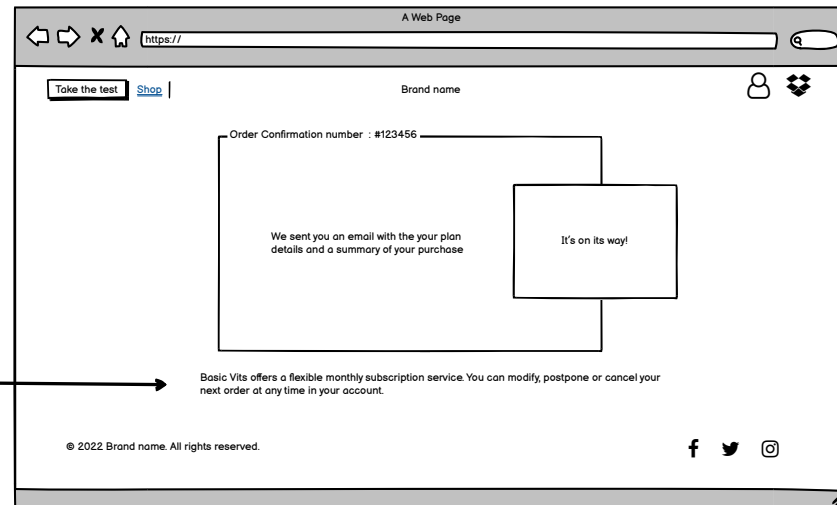 A Web Page
https://
Take the test Shop Brand name
Order Confirmation number : #123456
We sent you an email with the your plan
details and a summary of your purchase
It's on its way!
Basic Vits offers a flexible monthly subscription service. You can modify, postpone or cancel your
next order at any time in your account.
© 2022 Brand name. All rights reserved.